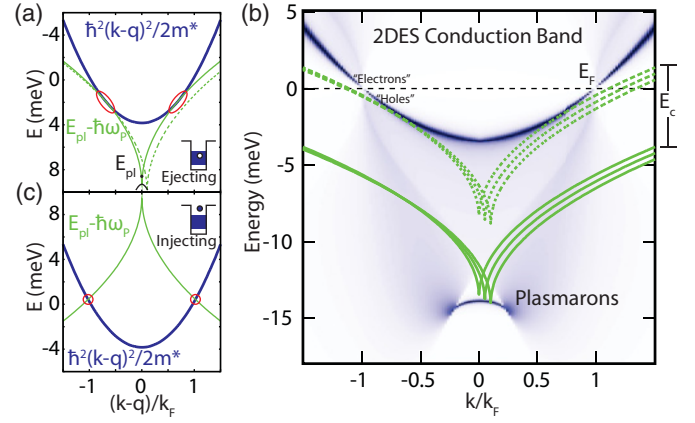 (a)
ħ²(k-q)²/2m*
-4
0
4
8
E (meV)
E_pl-ħω_p
E_pl
Ejecting
(c)
8
4
0
-4
E (meV)
E_pl-ħω_P
Injecting
ħ²(k-q)²/2m*
-1
0
1
(k-q)/k_F
(b)
5
0
-5
-10
-15
Energy (meV)
2DES Conduction Band
"Electrons"
"Holes"
E_F
E_c
Plasmarons
-1
-0.5
0
0.5
1
k/k_F